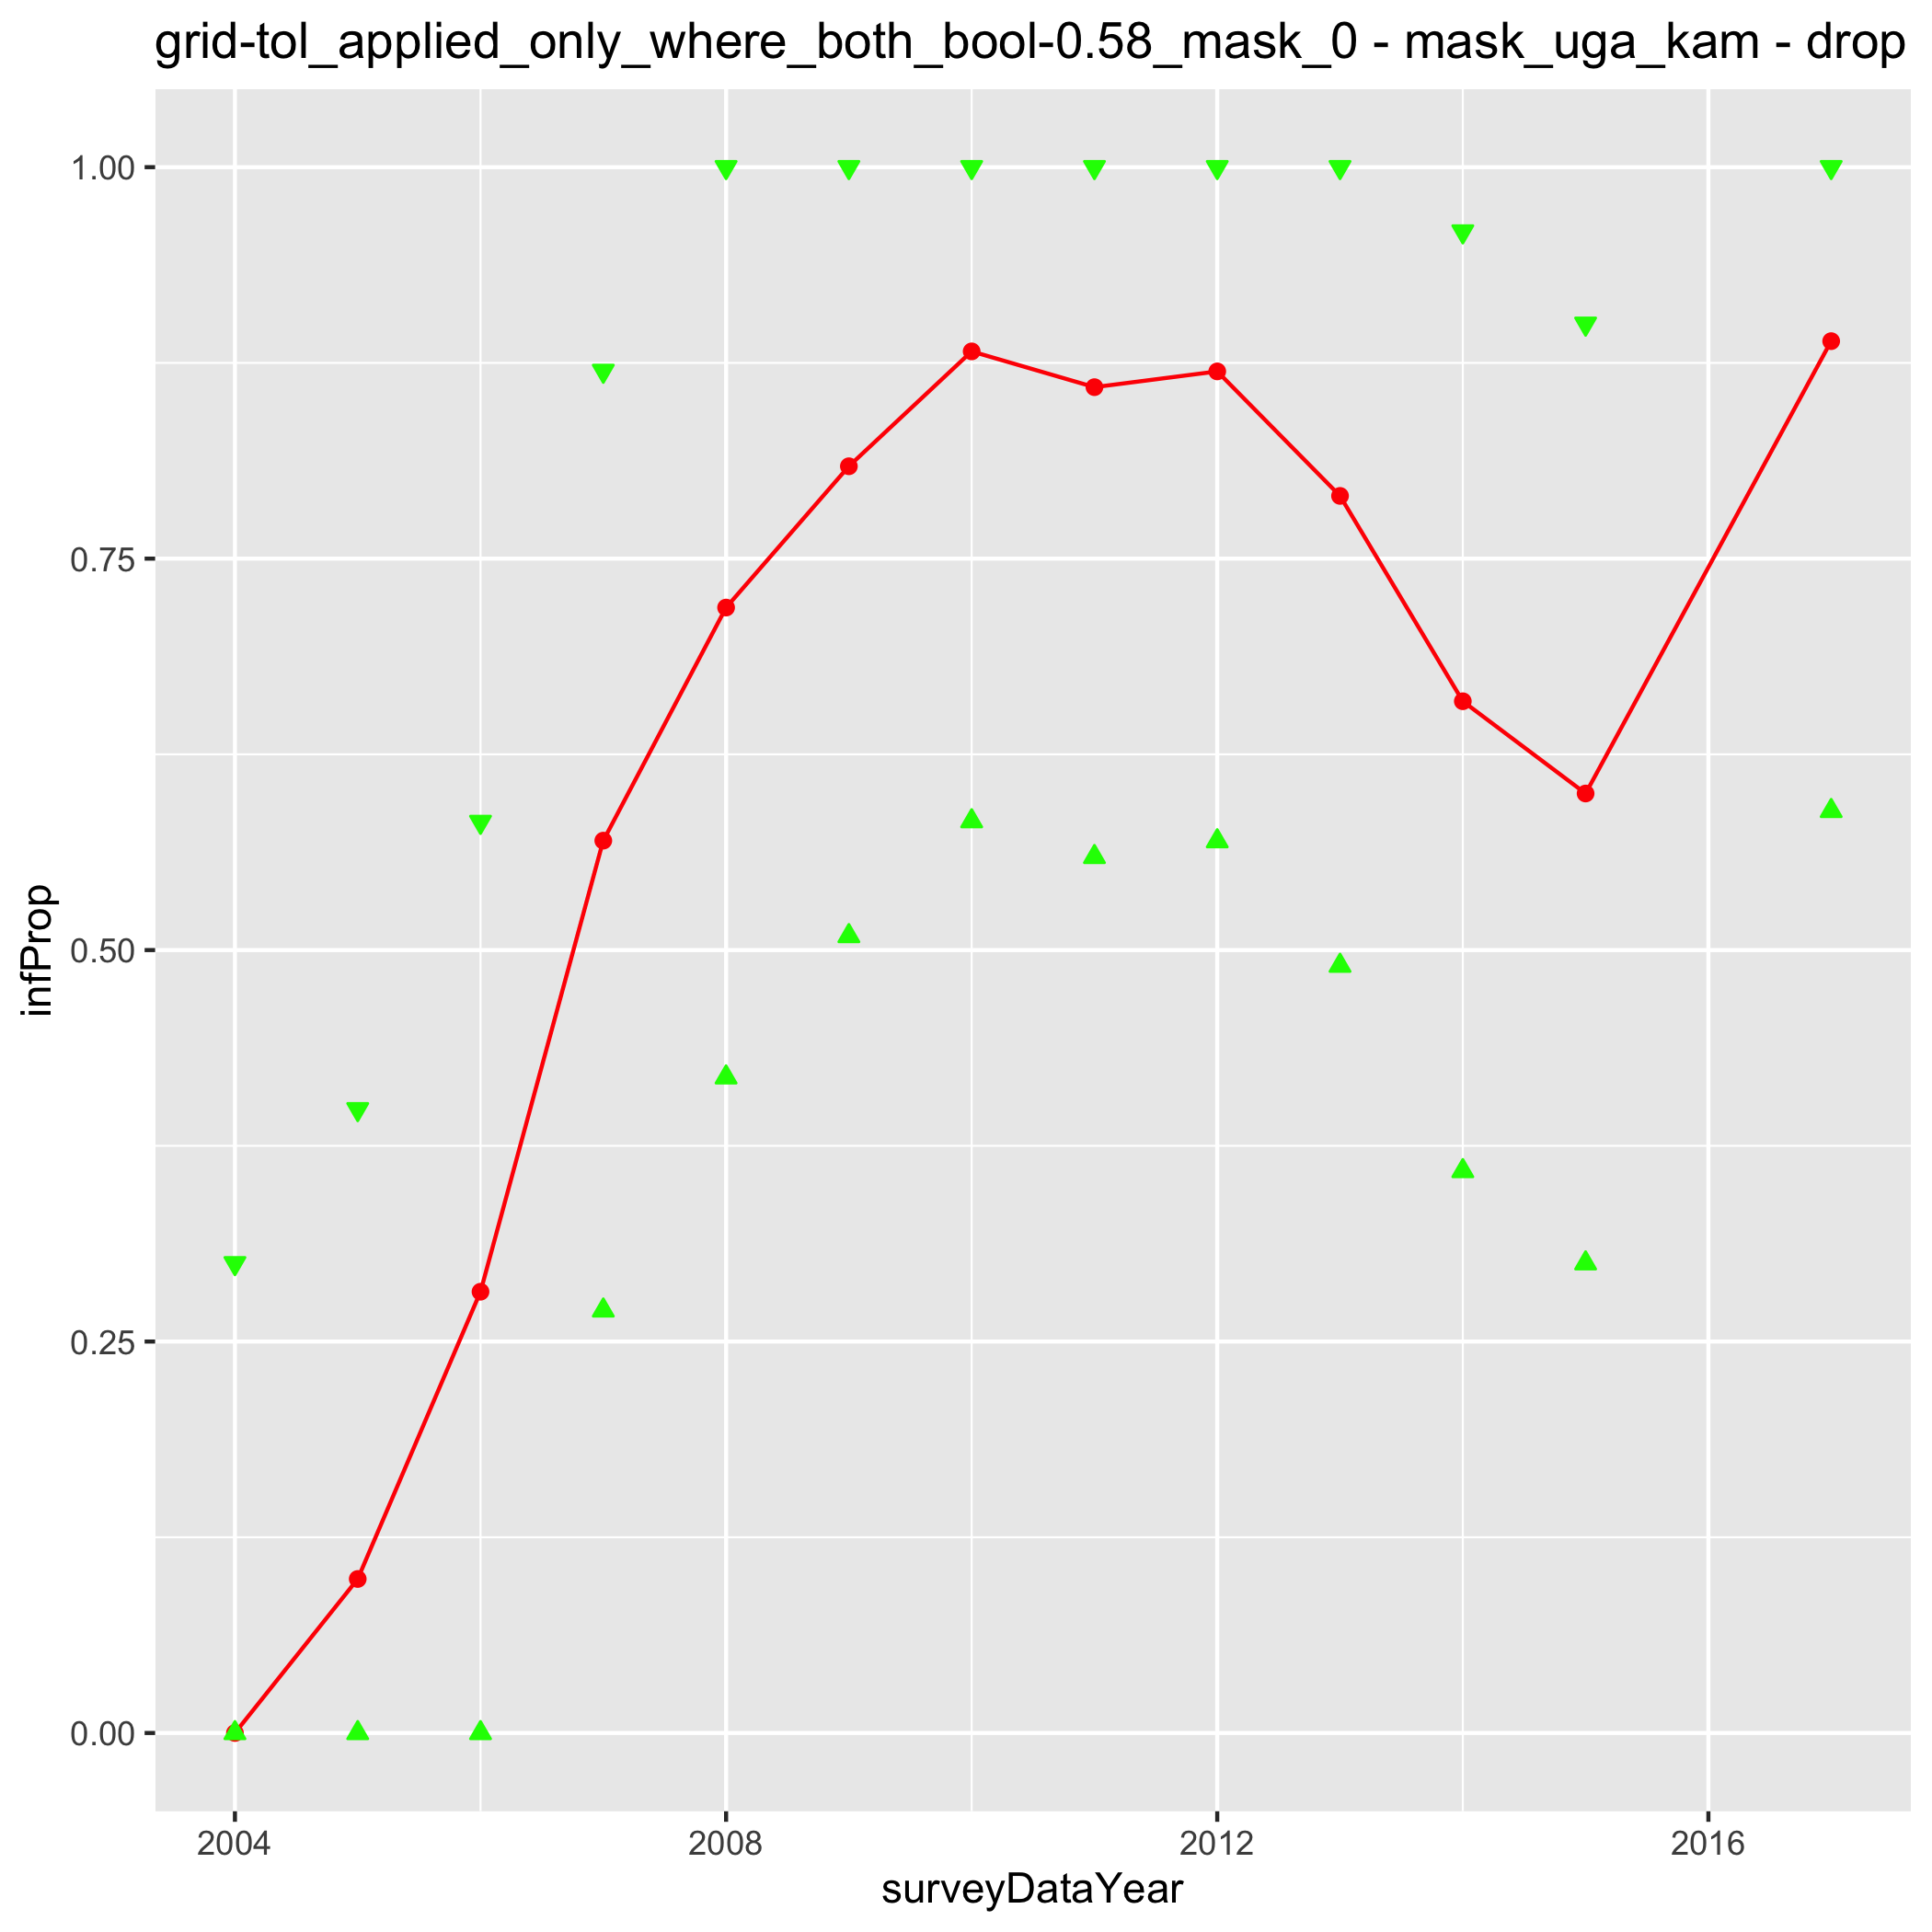 grid-tol_applied_only_where_both_bool-0.58_mask_0 - mask_uga_kam - drop
1.00
0.75
0.50
0.25
0.00
infProp
2004 2008 2012 2016
surveyDataYear